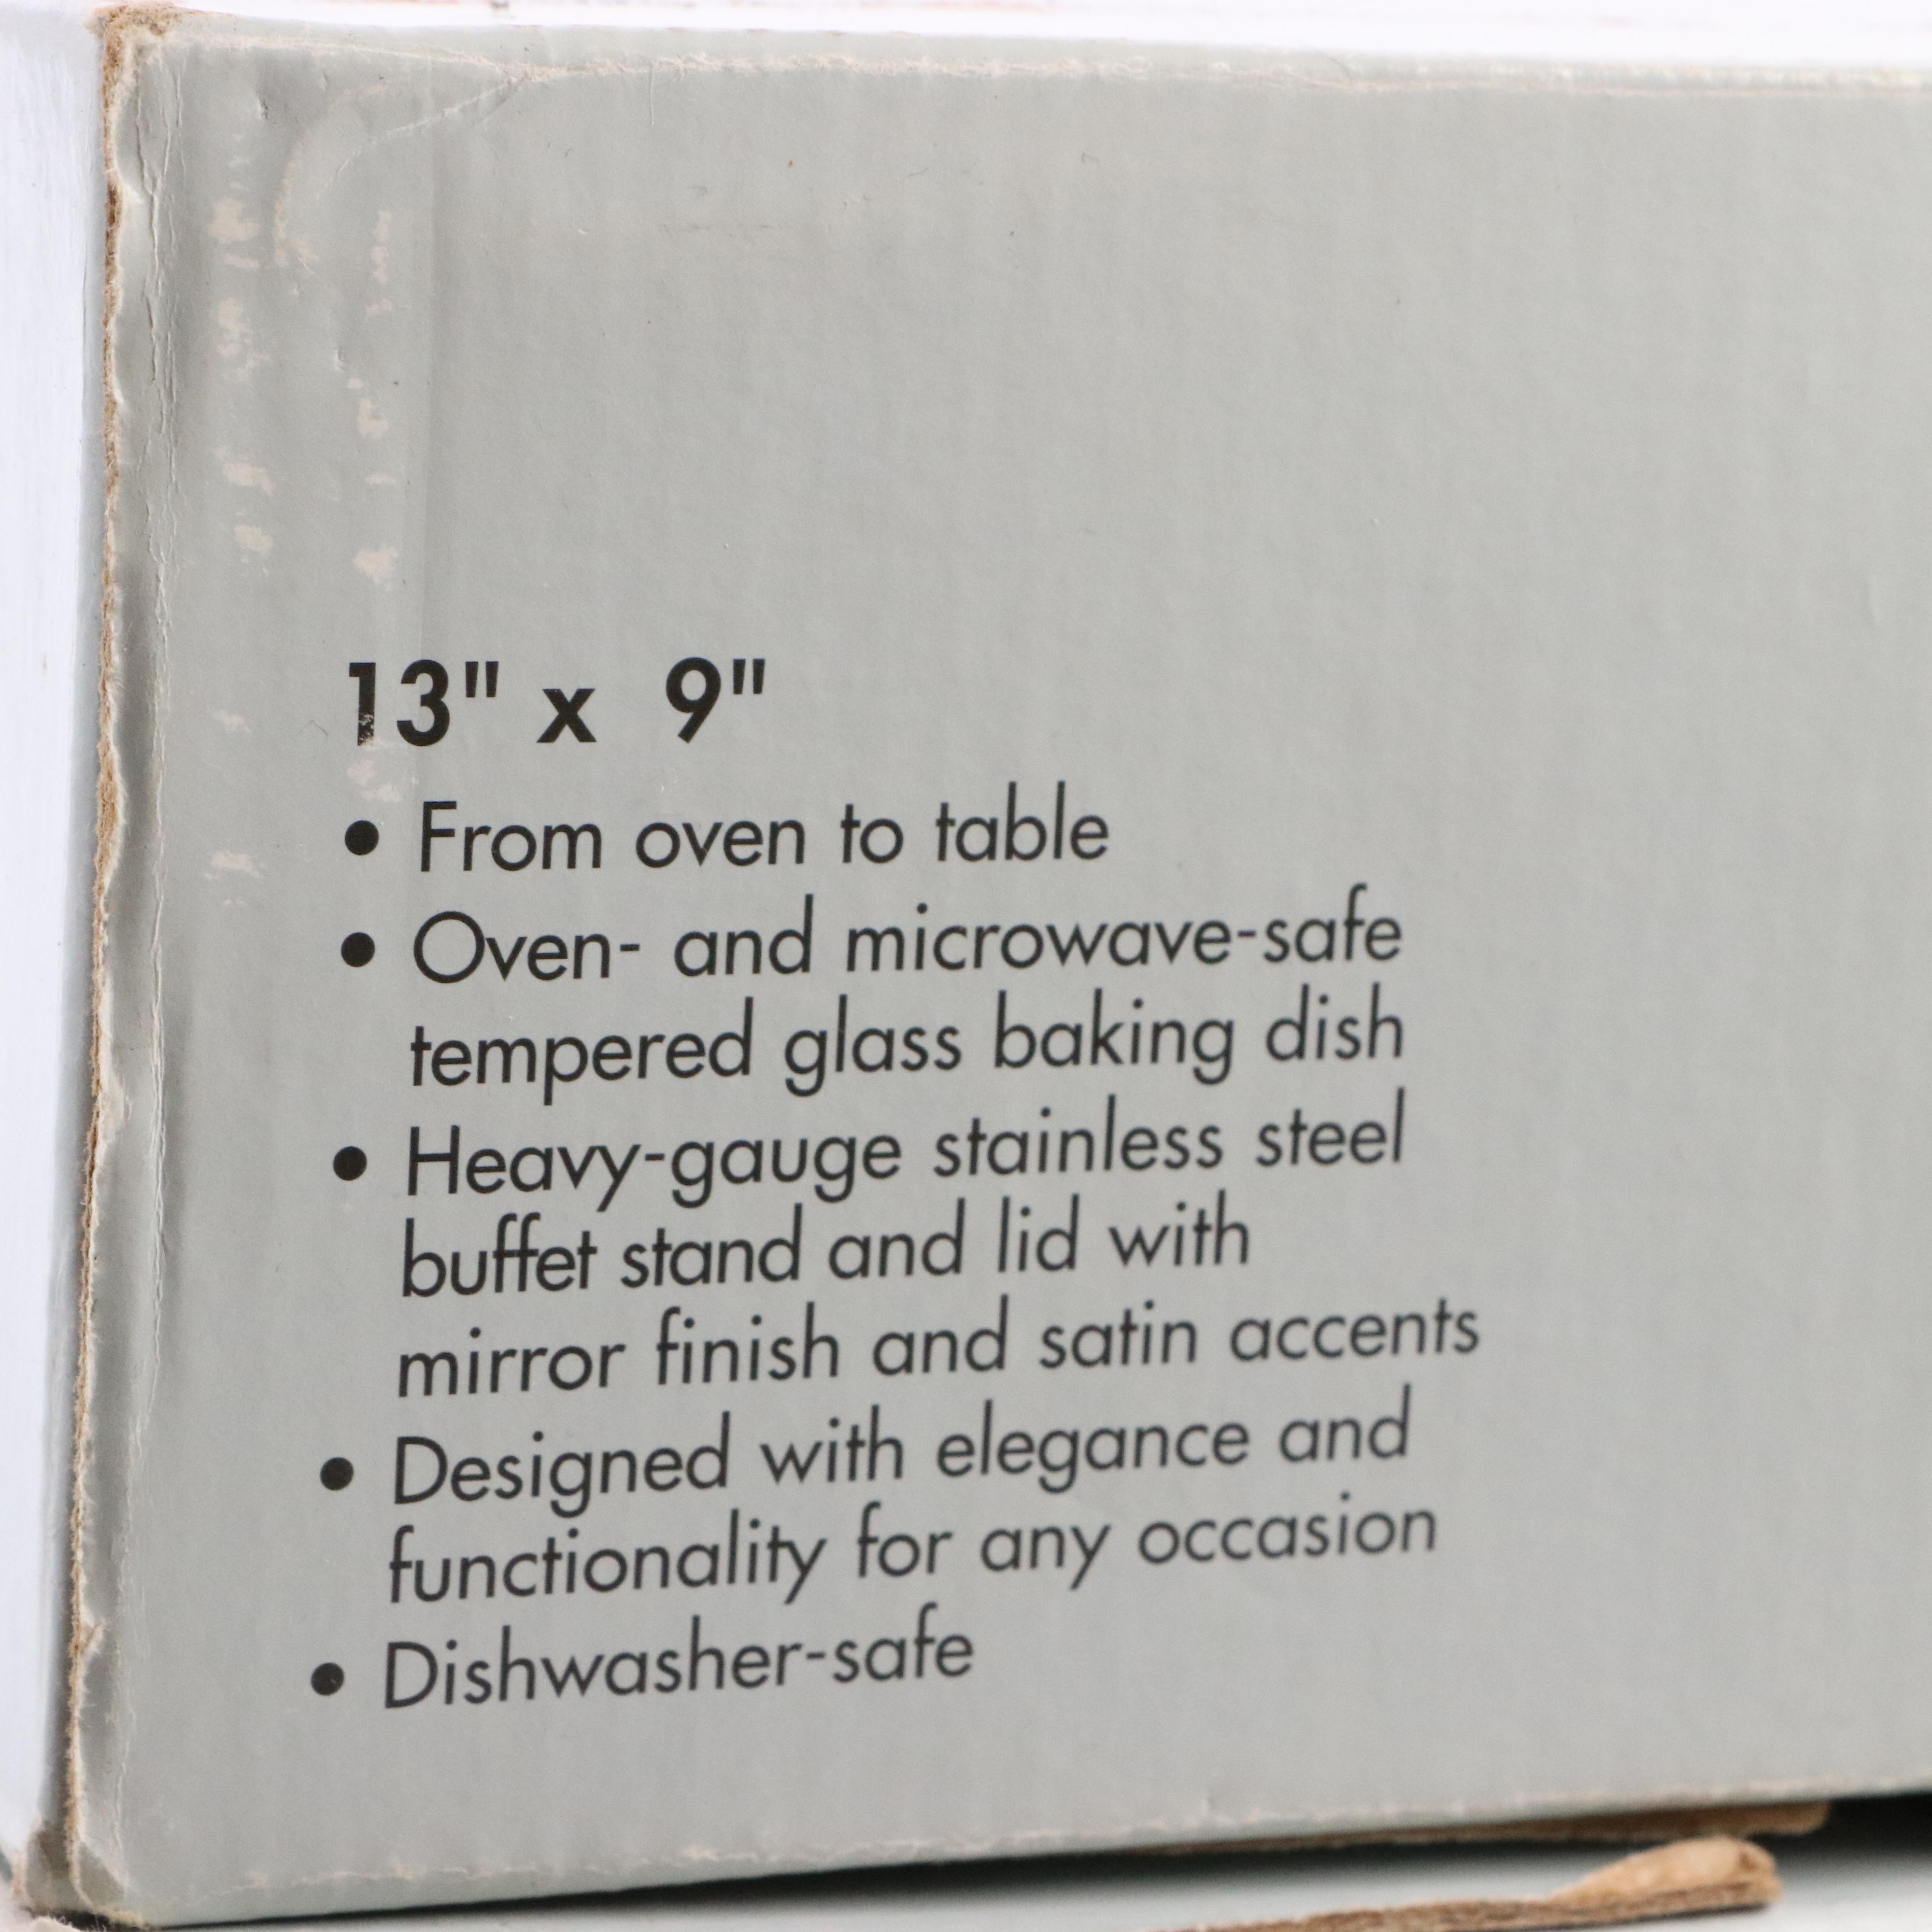 13" x 9"
• From oven to table
• Oven- and microwave-safe
tempered glass baking dish
• Heavy-gauge stainless steel
buffet stand and lid with
mirror finish and satin accents
• Designed with elegance and
functionality for any occasion
• Dishwasher-safe